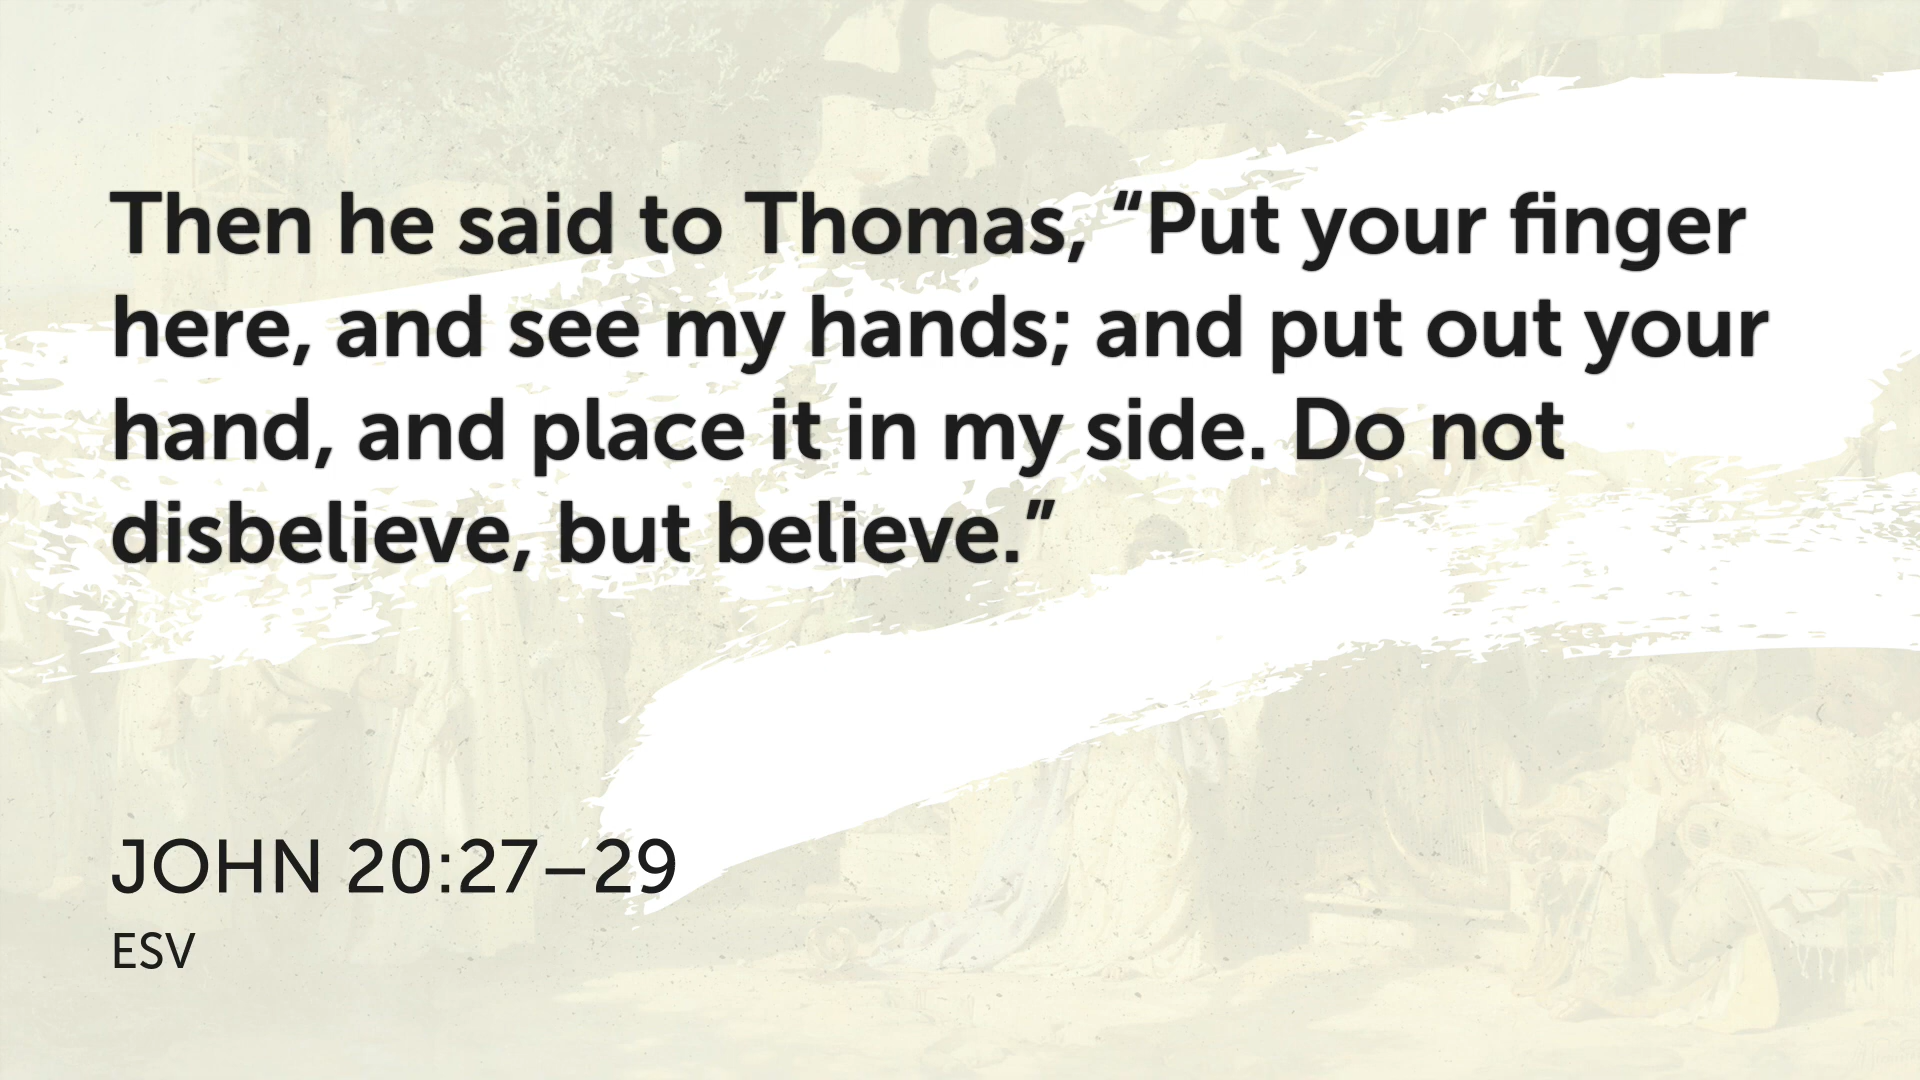 Then he said to Thomas, “Put your finger
here, and see my hands; and put out your
hand, and place it in my side. Do not
disbelieve, but believe.”
JOHN 20:27–29
ESV